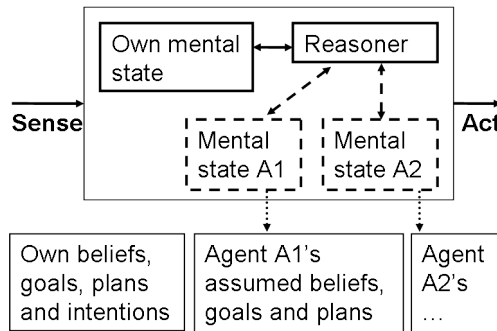 Own mental
state
Reasoner
Sense
Act
Mental
state A1
Mental
state A2
Own beliefs,
goals, plans
and intentions
Agent A1's
assumed beliefs,
goals and plans
Agent
A2's
...